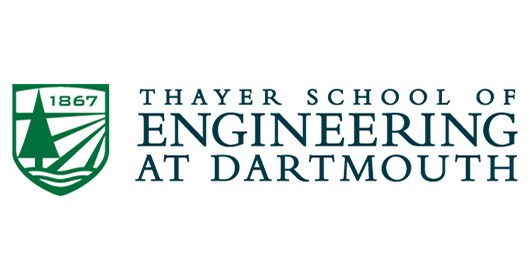 1867
THAYER SCHOOL OF
ENGINEERING
AT DARTMOUTH